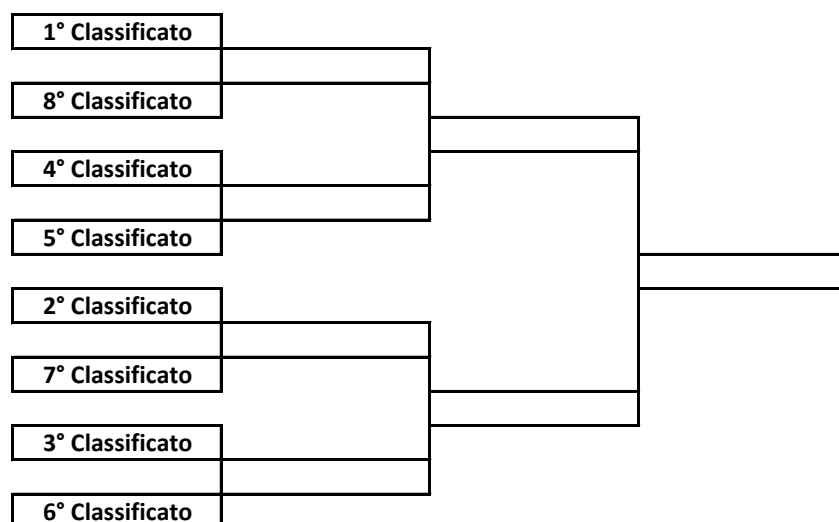 1° Classificato
8° Classificato
4° Classificato
5° Classificato
2° Classificato
7° Classificato
3° Classificato
6° Classificato